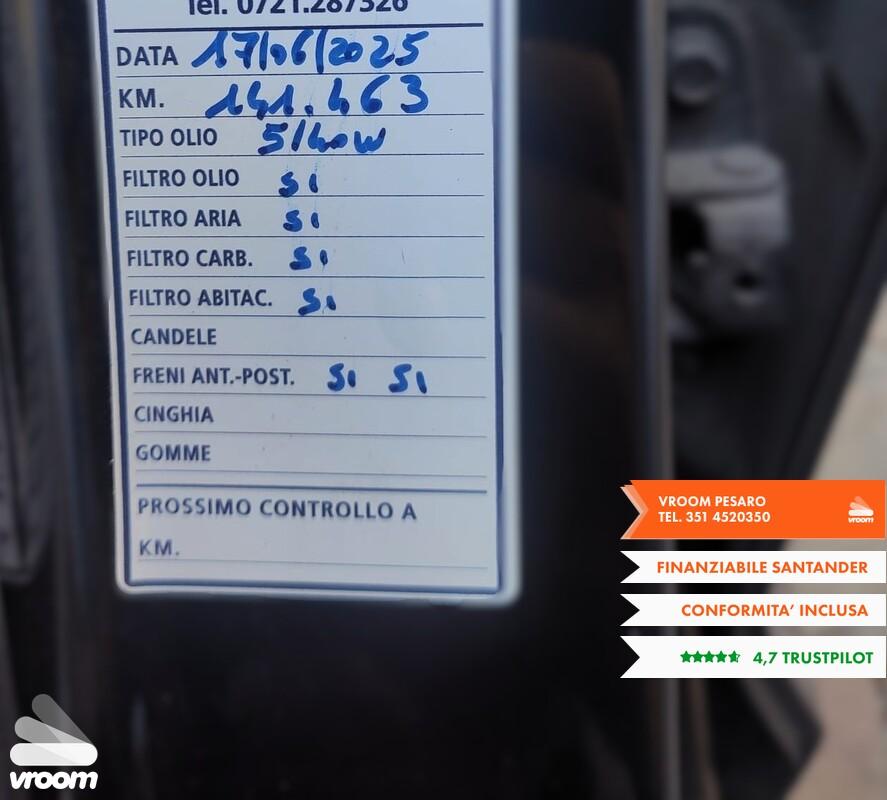 Tel. 0721.287326
DATA 17/06/2025
KM. 141.463
TIPO OLIO 5/40W
FILTRO OLIO SI
FILTRO ARIA SI
FILTRO CARB. SI
FILTRO ABITAC. SI
CANDELE
FRENI ANT.-POST. SI SI
CINGHIA
GOMME
PROSSIMO CONTROLLO A
KM.
VROOM PESARO
TEL. 351 4520350
vroom
FINANZIABILE SANTANDER
CONFORMITA’ INCLUSA
4,7 TRUSTPILOT
vroom